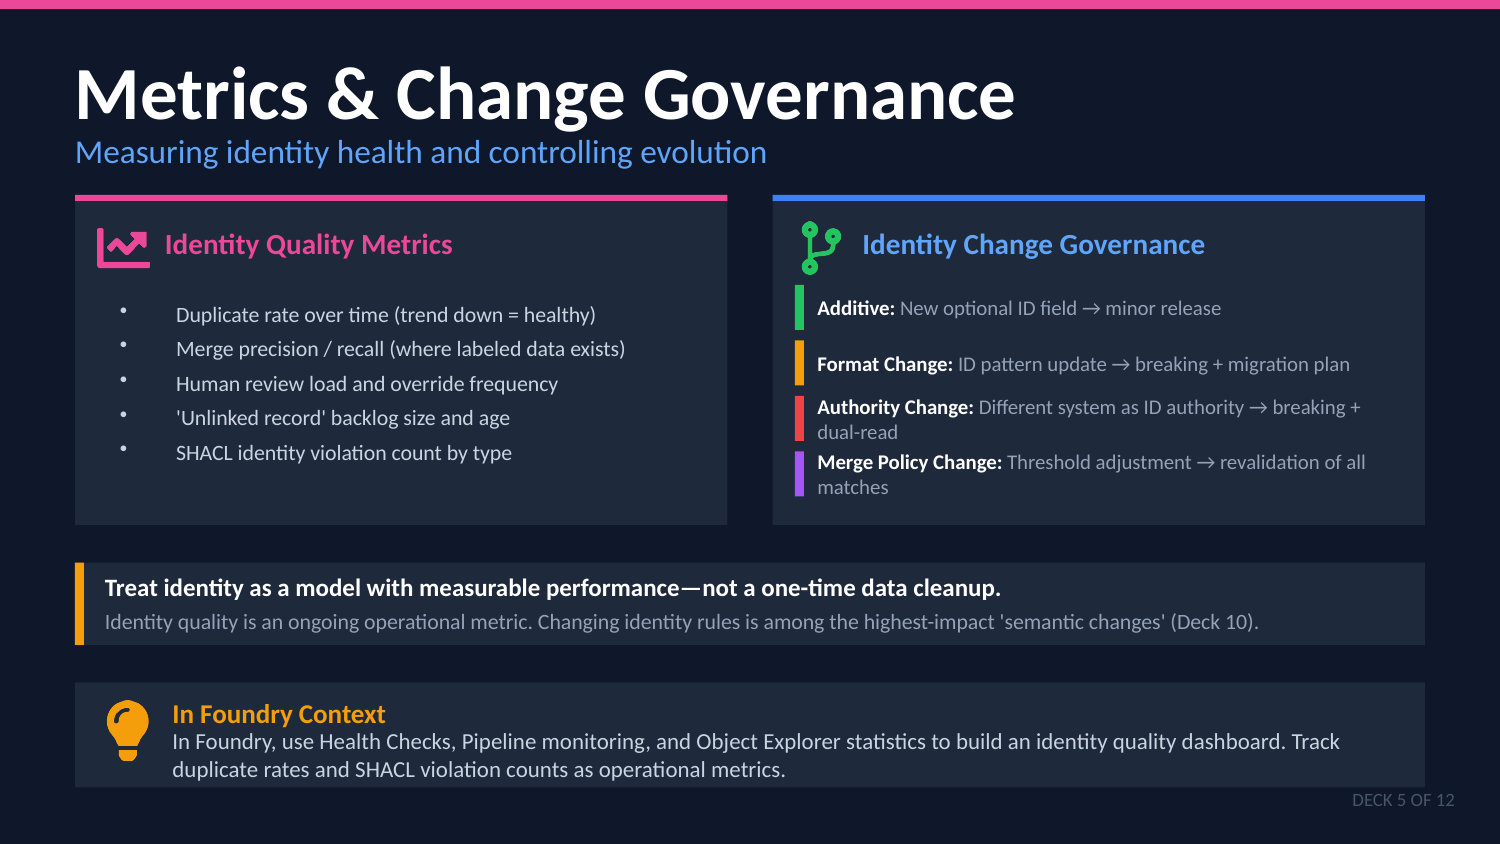 Metrics & Change Governance
Measuring identity health and controlling evolution
Identity Quality Metrics
• Duplicate rate over time (trend down = healthy)
• Merge precision / recall (where labeled data exists)
• Human review load and override frequency
• 'Unlinked record' backlog size and age
• SHACL identity violation count by type
Identity Change Governance
Additive: New optional ID field → minor release
Format Change: ID pattern update → breaking + migration plan
Authority Change: Different system as ID authority → breaking +
dual-read
Merge Policy Change: Threshold adjustment → revalidation of all
matches
Treat identity as a model with measurable performance—not a one-time data cleanup.
Identity quality is an ongoing operational metric. Changing identity rules is among the highest-impact 'semantic changes' (Deck 10).
In Foundry Context
In Foundry, use Health Checks, Pipeline monitoring, and Object Explorer statistics to build an identity quality dashboard. Track
duplicate rates and SHACL violation counts as operational metrics.
DECK 5 OF 12